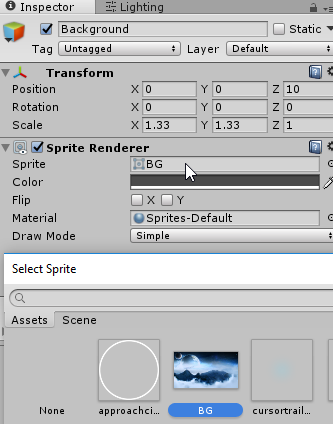 Inspector Lighting
Background Static
Tag Untagged Layer Default
Transform
Position X 0 Y 0 Z 10
Rotation X 0 Y 0 Z 0
Scale X 1.33 Y 1.33 Z 1
Sprite Renderer
Sprite BG
Color
Flip X Y
Material Sprites-Default
Draw Mode Simple
Select Sprite
Assets Scene
None approachci... BG cursortrail...